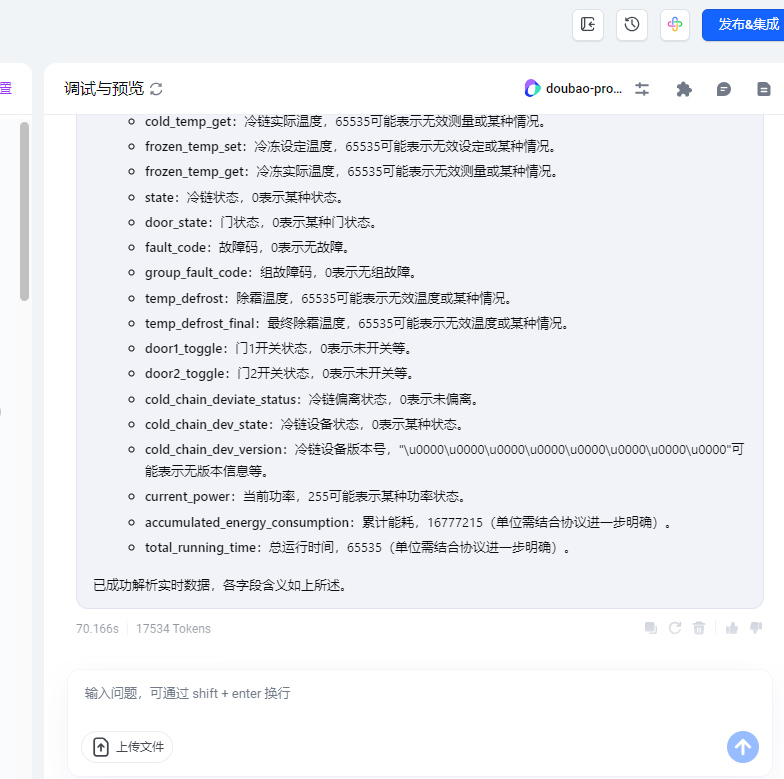 发布&集成
置
调试与预览
doubao-pro...
cold_temp_get：冷链实际温度，65535可能表示无效测量或某种情况。
frozen_temp_set：冷冻设定温度，65535可能表示无效设定或某种情况。
frozen_temp_get：冷冻实际温度，65535可能表示无效测量或某种情况。
state：冷链状态，0表示某种状态。
door_state：门状态，0表示某种门状态。
fault_code：故障码，0表示无故障。
group_fault_code：组故障码，0表示无组故障。
temp_defrost：除霜温度，65535可能表示无效温度或某种情况。
temp_defrost_final：最终除霜温度，65535可能表示无效温度或某种情况。
door1_toggle：门1开关状态，0表示未开关等。
door2_toggle：门2开关状态，0表示未开关等。
cold_chain_deviate_status：冷链偏离状态，0表示未偏离。
cold_chain_dev_state：冷链设备状态，0表示某种状态。
cold_chain_dev_version：冷链设备版本号，"\u0000\u0000\u0000\u0000\u0000\u0000\u0000\u0000"可
能表示无版本信息等。
current_power：当前功率，255可能表示某种功率状态。
accumulated_energy_consumption：累计能耗，16777215（单位需结合协议进一步明确）。
total_running_time：总运行时间，65535（单位需结合协议进一步明确）。
已成功解析实时数据，各字段含义如上所述。
70.166s | 17534 Tokens
输入问题，可通过 shift + enter 换行
上传文件